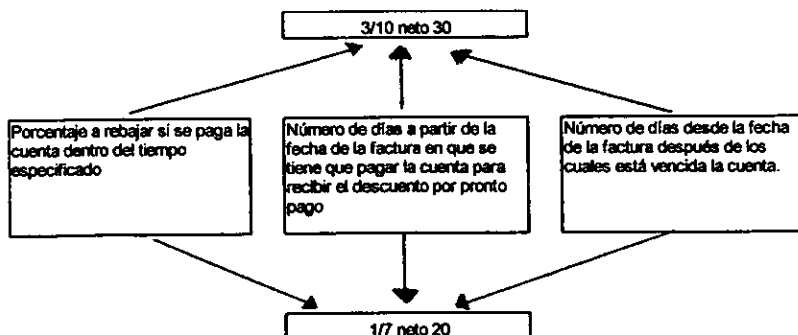 3/10 neto 30
Porcentaje a rebajar si se paga la
cuenta dentro del tiempo
especificado
Número de días a partir de la
fecha de la factura en que se
tiene que pagar la cuenta para
recibir el descuento por pronto
pago
Número de días desde la fecha
de la factura después de los
cuales está vencida la cuenta.
1/7 neto 20